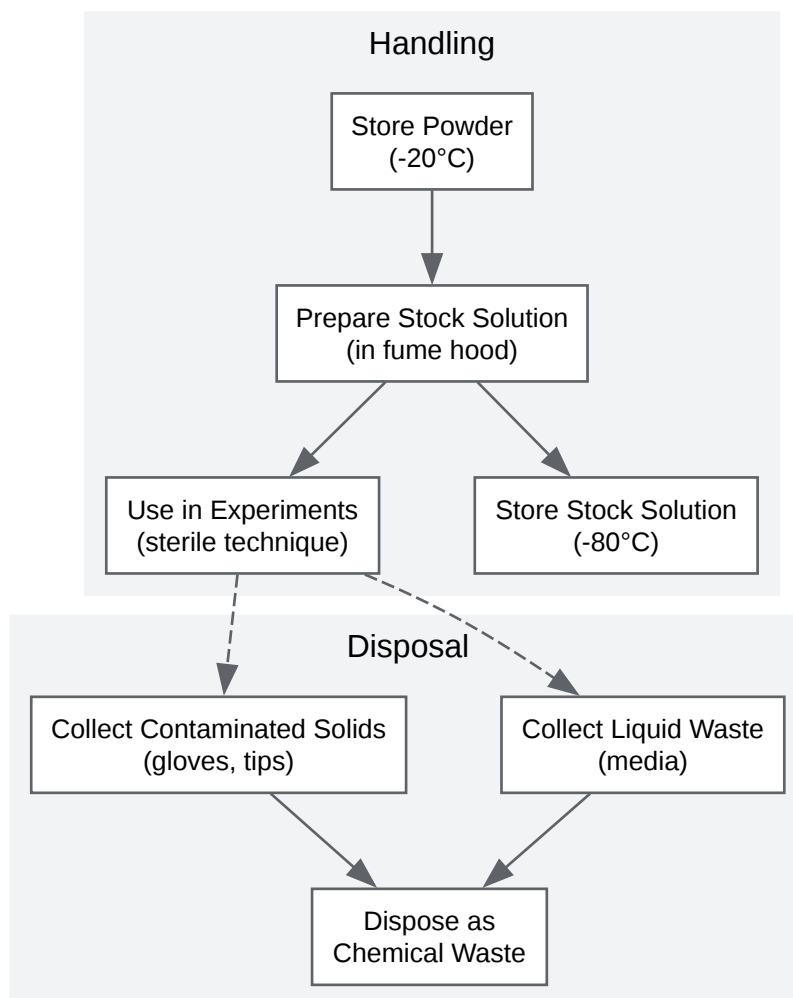 Handling
Store Powder
(-20°C)
Prepare Stock Solution
(in fume hood)
Use in Experiments
(sterile technique)
Store Stock Solution
(-80°C)
Disposal
Collect Contaminated Solids
(gloves, tips)
Collect Liquid Waste
(media)
Dispose as
Chemical Waste